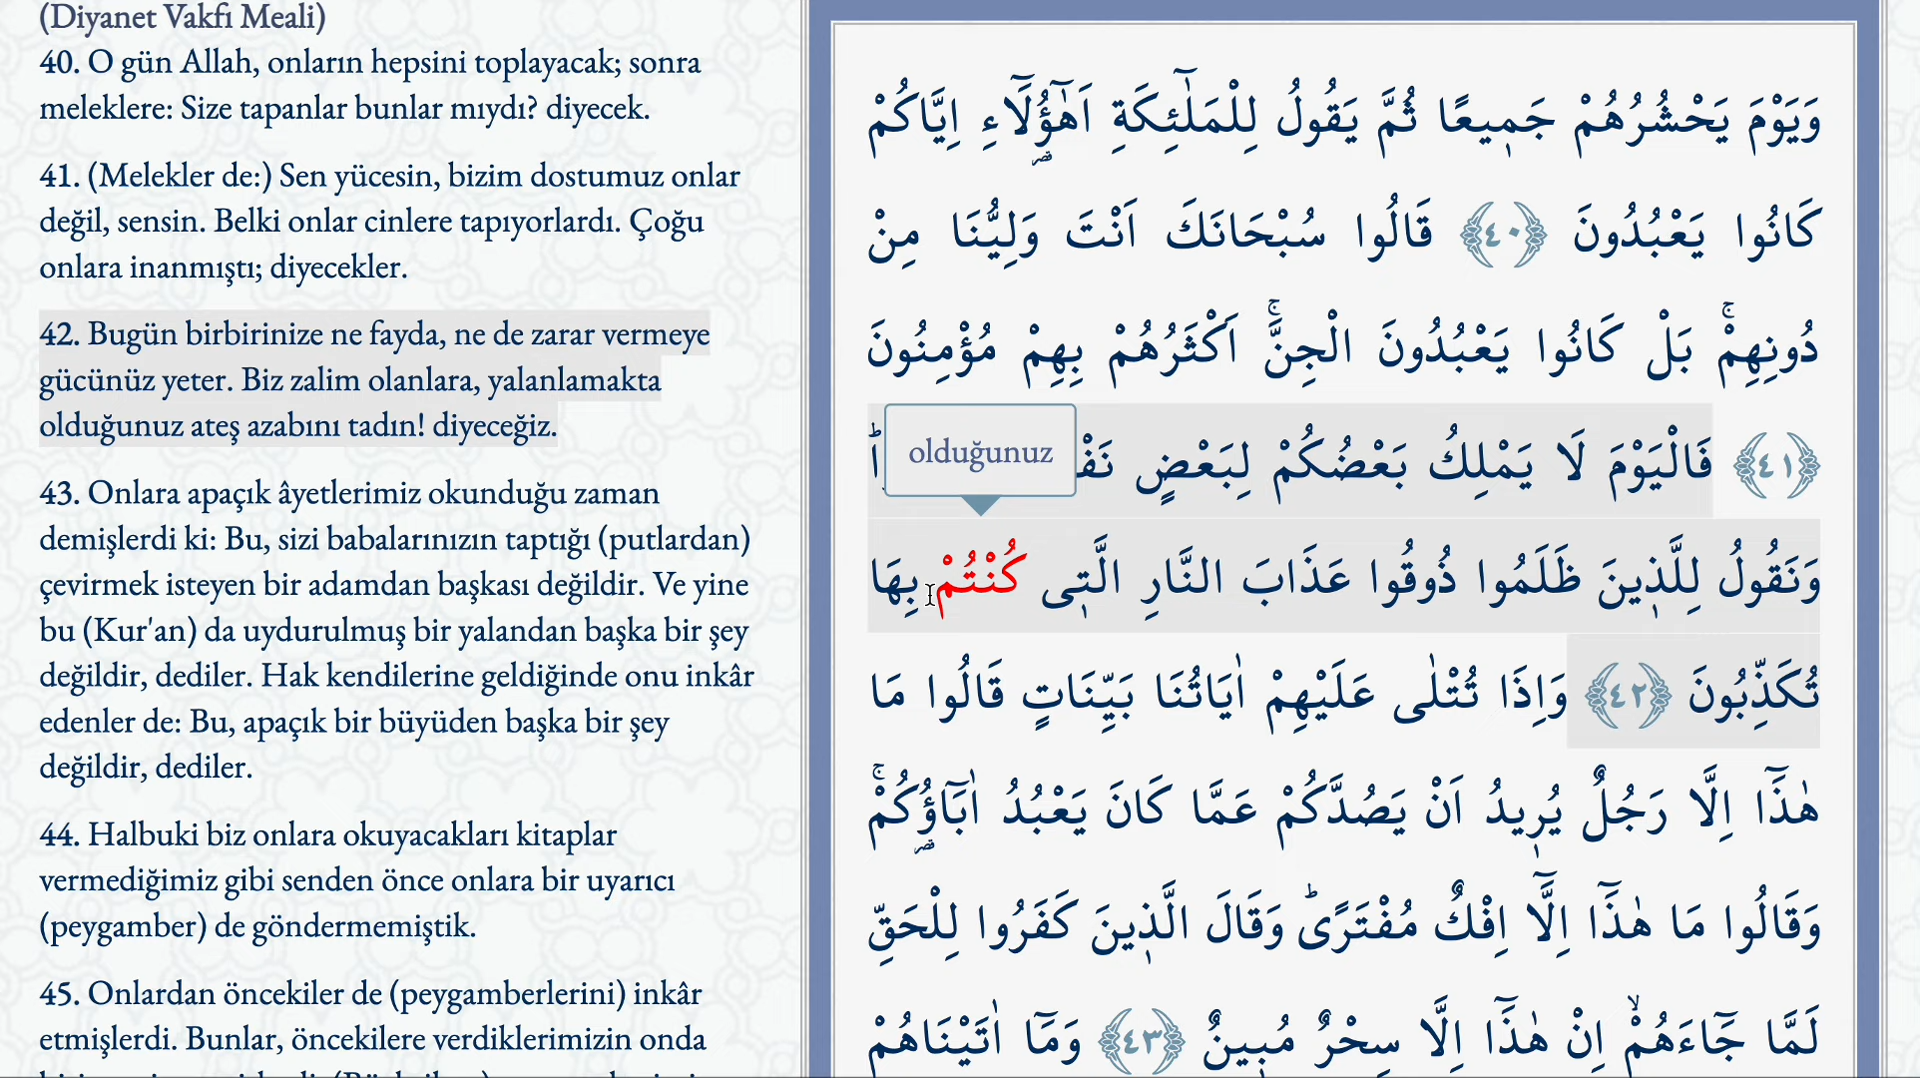 (Diyanet Vakfı Meali)
40. O gün Allah, onların hepsini toplayacak; sonra
meleklere: Size tapanlar bunlar mıydı? diyecek.
41. (Melekler de:) Sen yücesin, bizim dostumuz onlar
değil, sensin. Belki onlar cinlere tapıyorlardı. Çoğu
onlara inanmıştı; diyecekler.
42. Bugün birbirinize ne fayda, ne de zarar vermeye
gücünüz yeter. Biz zalim olanlara, yalanlamakta
olduğunuz ateş azabını tadın! diyeceğiz.
43. Onlara apaçık âyetlerimiz okunduğu zaman
demişlerdi ki: Bu, sizi babalarınızın taptığı (putlardan)
çevirmek isteyen bir adamdan başkası değildir. Ve yine
bu (Kur'an) da uydurulmuş bir yalandan başka bir şey
değildir, dediler. Hak kendilerine geldiğinde onu inkâr
edenler de: Bu, apaçık bir büyüden başka bir şey
değildir, dediler.
44. Halbuki biz onlara okuyacakları kitaplar
vermediğimiz gibi senden önce onlara bir uyarıcı
(peygamber) de göndermemiştik.
45. Onlardan öncekiler de (peygamberlerini) inkâr
etmişlerdi. Bunlar, öncekilere verdiklerimizin onda
وَيَوْمَ يَحْشُرُهُمْ جَمٖيعًا ثُمَّ يَقُولُ لِلْمَلٰٓئِكَةِ اَهٰٓؤُ۬لَٓاءِ اِيَّاكُمْ
كَانُوا يَعْبُدُونَ ﴿٤٠﴾ قَالُوا سُبْحَانَكَ اَنْتَ وَلِيُّنَا مِنْ
دُونِهِمْۚ بَلْ كَانُوا يَعْبُدُونَ الْجِنَّۚ اَكْثَرُهُمْ بِهِمْ مُؤْمِنُونَ
﴿٤١﴾ فَالْيَوْمَ لَا يَمْلِكُ بَعْضُكُمْ لِبَعْضٍ
olduğunuz
وَنَقُولُ لِلَّذٖينَ ظَلَمُوا ذُوقُوا عَذَابَ النَّارِ الَّتٖى كُنْتُمْ بِهَا
تُكَذِّبُونَ ﴿٤٢﴾ وَاِذَا تُتْلٰى عَلَيْهِمْ اٰيَاتُنَا بَيِّنَاتٍ قَالُوا مَا
هٰذَٓا اِلَّا رَجُلٌ يُرٖيدُ اَنْ يَصُدَّكُمْ عَمَّا كَانَ يَعْبُدُ اٰبَٓاؤُ۬كُمْۚ
وَقَالُوا مَا هٰذَٓا اِلَّٓا اِفْكٌ مُفْتَرًىؕ وَقَالَ الَّذٖينَ كَفَرُوا لِلْحَقِّ
لَمَّا جَٓاءَهُمْۙ اِنْ هٰذَٓا اِلَّا سِحْرٌ مُبٖينٌ ﴿٤٣﴾ وَمَٓا اٰتَيْنَاهُمْ